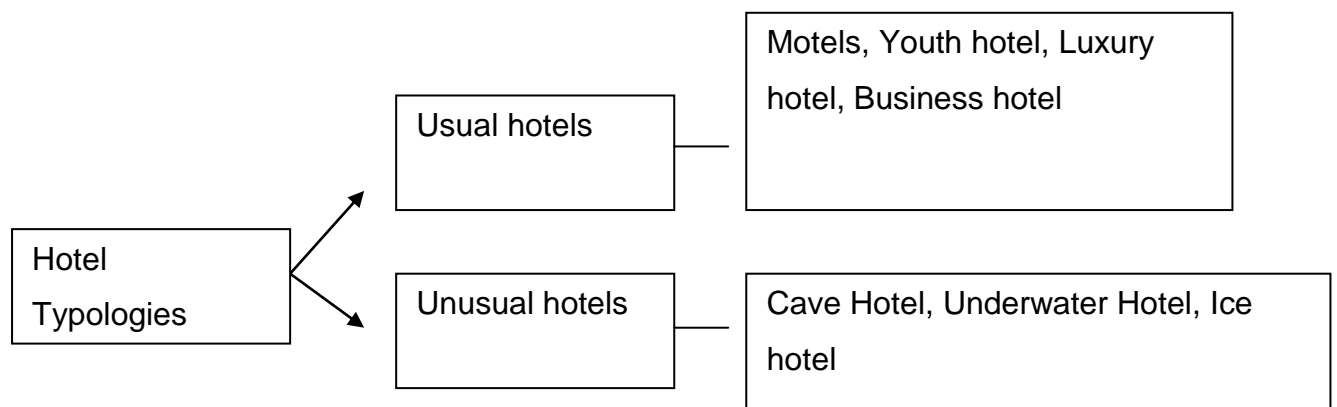 Hotel
Typologies
Usual hotels
Motels, Youth hotel, Luxury
hotel, Business hotel
Unusual hotels
Cave Hotel, Underwater Hotel, Ice
hotel